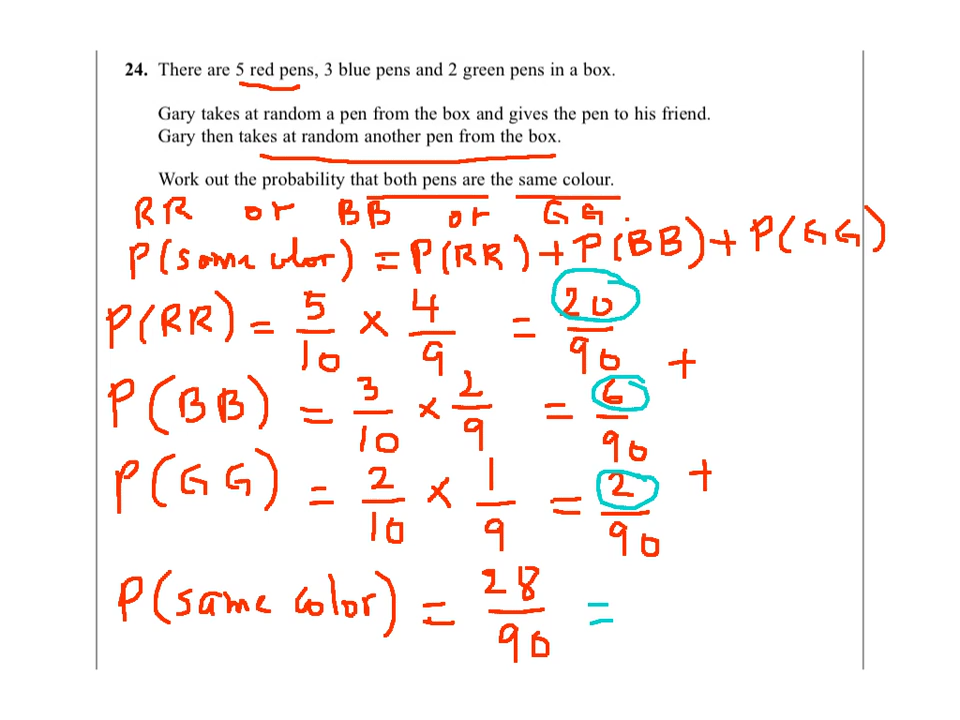 24. There are 5 red pens, 3 blue pens and 2 green pens in a box.
Gary takes at random a pen from the box and gives the pen to his friend.
Gary then takes at random another pen from the box.
Work out the probability that both pens are the same colour.
RR or BB or GG.
P(same color) = P(RR) + P(BB) + P(GG)
P(RR) = 5/10 × 4/9 = 20/90 +
P(BB) = 3/10 × 2/9 = 6/90
P(GG) = 2/10 × 1/9 = 2/90 +
P(same color) = 28/90 =